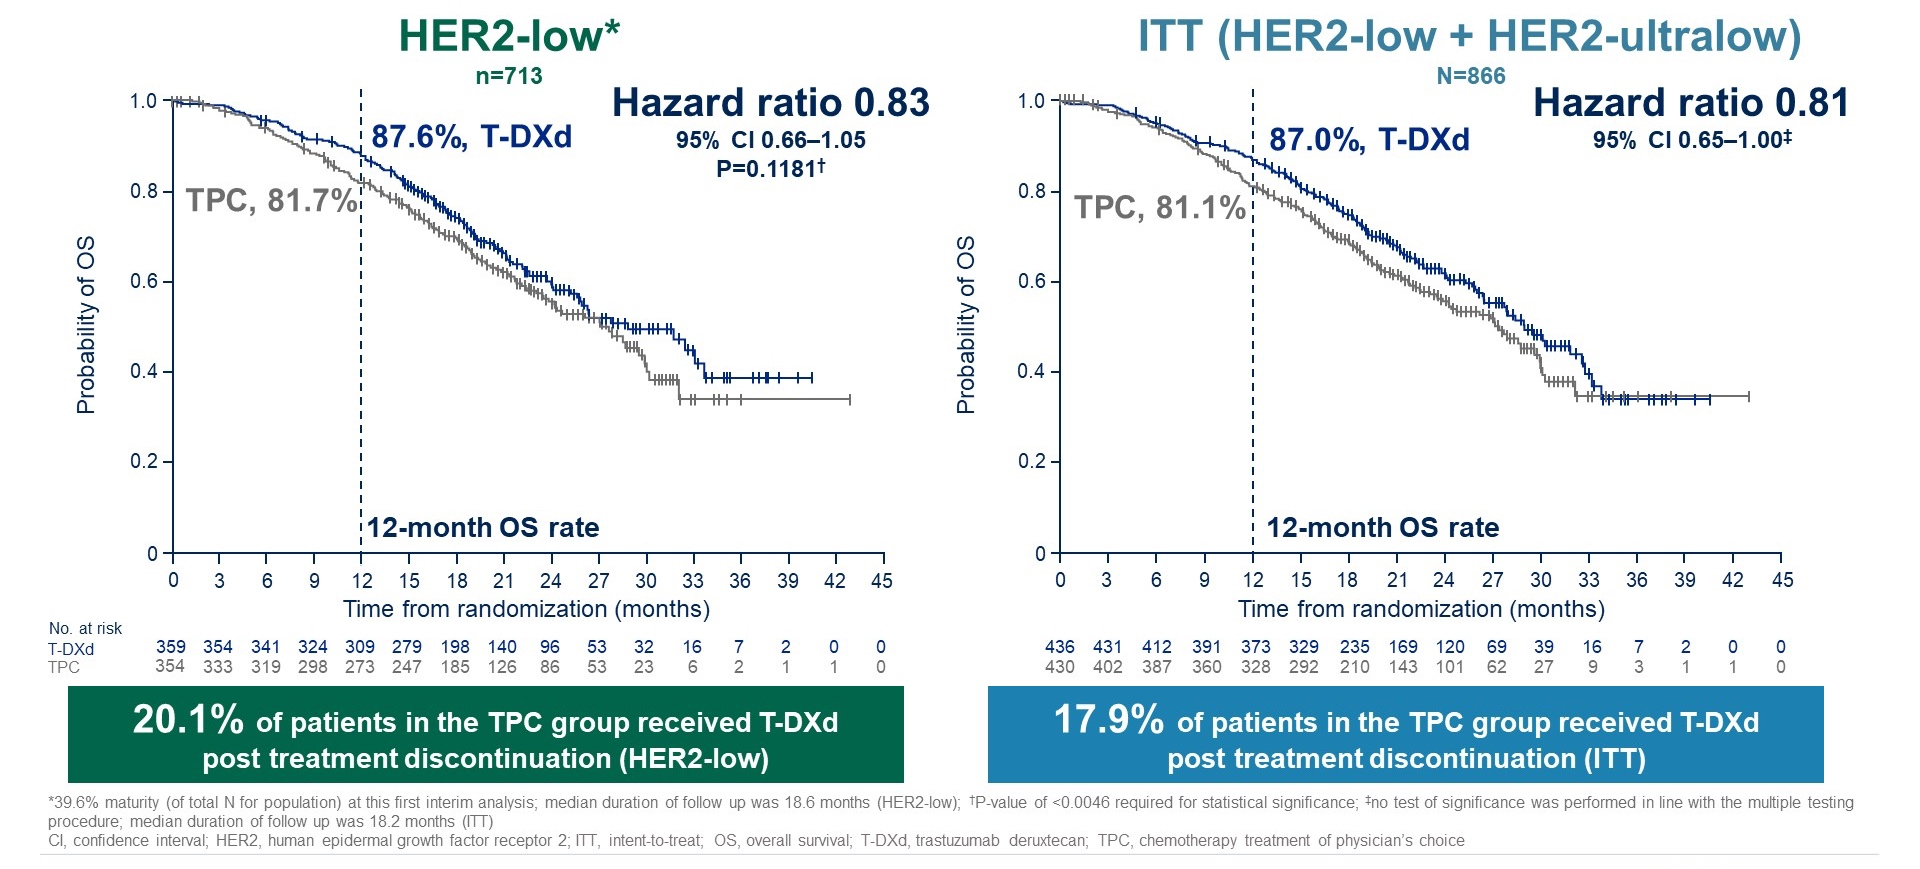 HER2-low*
n=713
Hazard ratio 0.83
95% CI 0.66–1.05
P=0.1181†
87.6%, T-DXd
TPC, 81.7%
Probability of OS
1.0
0.8
0.6
0.4
0.2
0
12-month OS rate
0 3 6 9 12 15 18 21 24 27 30 33 36 39 42 45
Time from randomization (months)
No. at risk
T-DXd 359 354 341 324 309 279 198 140 96 53 32 16 7 2 0 0
TPC 354 333 319 298 273 247 185 126 86 53 23 6 2 1 1 0
20.1% of patients in the TPC group received T-DXd
post treatment discontinuation (HER2-low)
ITT (HER2-low + HER2-ultralow)
N=866
Hazard ratio 0.81
95% CI 0.65–1.00‡
87.0%, T-DXd
TPC, 81.1%
Probability of OS
1.0
0.8
0.6
0.4
0.2
0
12-month OS rate
0 3 6 9 12 15 18 21 24 27 30 33 36 39 42 45
Time from randomization (months)
436 431 412 391 373 329 235 169 120 69 39 16 7 2 0 0
430 402 387 360 328 292 210 143 101 62 27 9 3 1 1 0
17.9% of patients in the TPC group received T-DXd
post treatment discontinuation (ITT)
*39.6% maturity (of total N for population) at this first interim analysis; median duration of follow up was 18.6 months (HER2-low); †P-value of <0.0046 required for statistical significance; ‡no test of significance was performed in line with the multiple testing
procedure; median duration of follow up was 18.2 months (ITT)
CI, confidence interval; HER2, human epidermal growth factor receptor 2; ITT, intent-to-treat; OS, overall survival; T-DXd, trastuzumab deruxtecan; TPC, chemotherapy treatment of physician’s choice